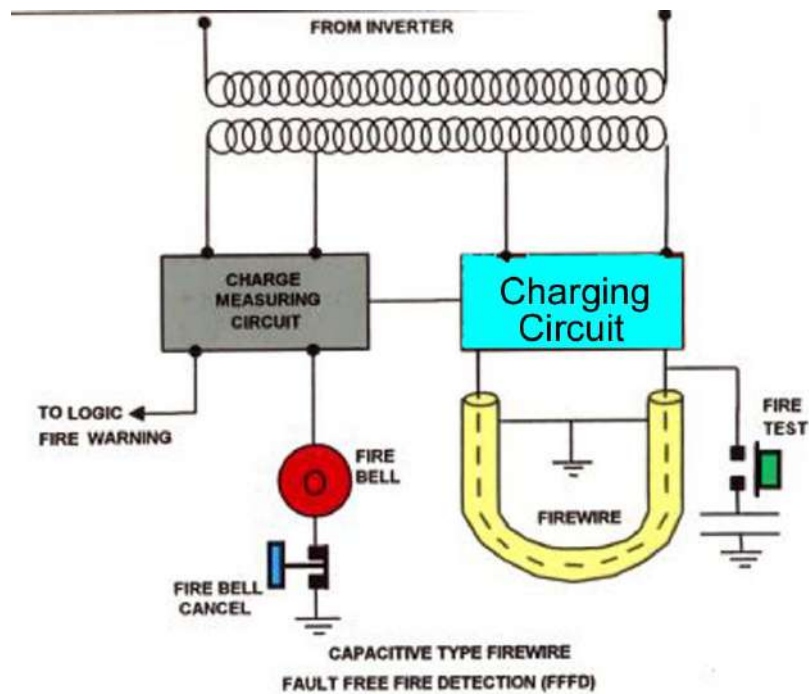 FROM INVERTER
CHARGE
MEASURING
CIRCUIT
Charging
Circuit
TO LOGIC
FIRE WARNING
FIRE
BELL
FIRE
TEST
FIREWIRE
FIRE BELL
CANCEL
CAPACITIVE TYPE FIREWIRE
FAULT FREE FIRE DETECTION (FFFD)